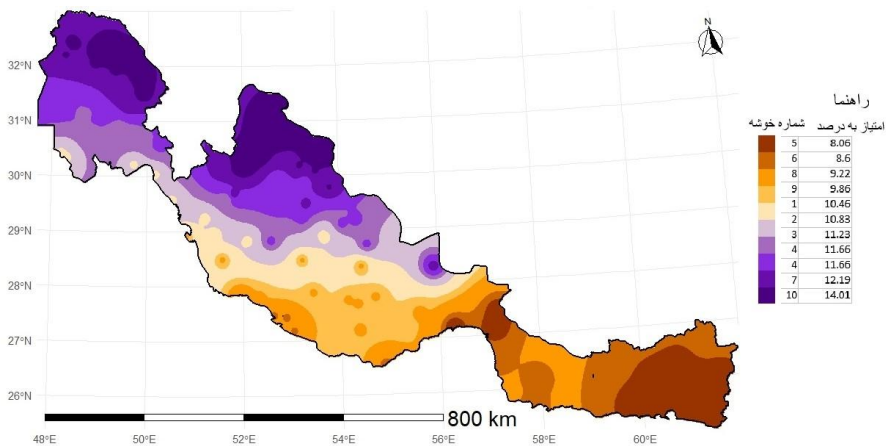 N
32°N
31°N
30°N
29°N
28°N
27°N
26°N
48°E
50°E
52°E
54°E
56°E
58°E
60°E
800 km
راهنما
شماره خوشه امتیاز به درصد
5 8.06
6 8.6
8 9.22
9 9.86
1 10.46
2 10.83
3 11.23
4 11.66
4 11.66
7 12.19
10 14.01